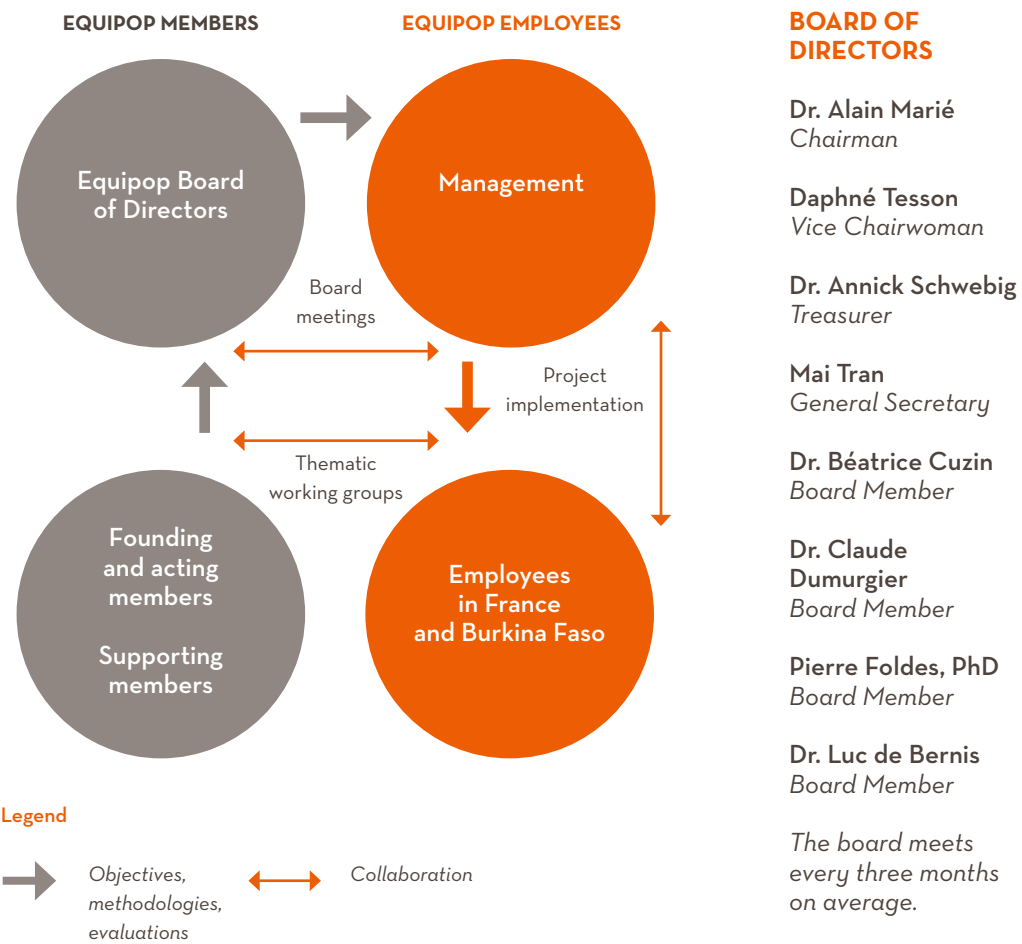 EQUIPOP MEMBERS
EQUIPOP EMPLOYEES
Equipop Board
of Directors
Management
Board
meetings
Project
implementation
Thematic
working groups
Founding
and acting
members
Supporting
members
Employees
in France
and Burkina Faso
Legend
Objectives,
methodologies,
evaluations
Collaboration
BOARD OF
DIRECTORS
Dr. Alain Marié
Chairman
Daphné Tesson
Vice Chairwoman
Dr. Annick Schwebig
Treasurer
Mai Tran
General Secretary
Dr. Béatrice Cuzin
Board Member
Dr. Claude
Dumurgier
Board Member
Pierre Foldes, PhD
Board Member
Dr. Luc de Bernis
Board Member
The board meets
every three months
on average.